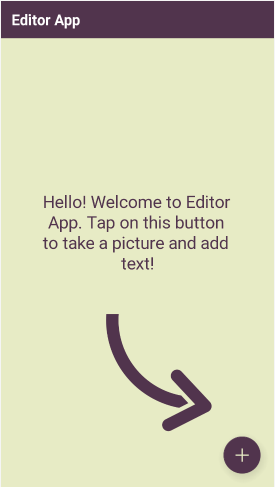 Editor App
Hello! Welcome to Editor
App. Tap on this button
to take a picture and add
text!
+